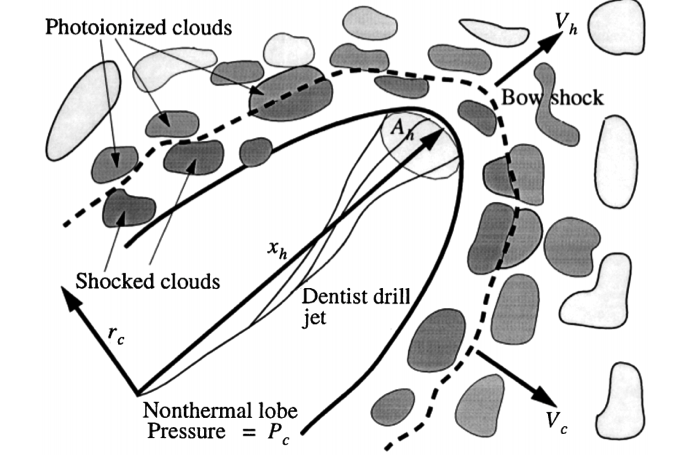 Photoionized clouds
V_h
Bow shock
A_h
x_h
Shocked clouds
Dentist drill
jet
r_c
Nonthermal lobe
Pressure = P_c
V_c